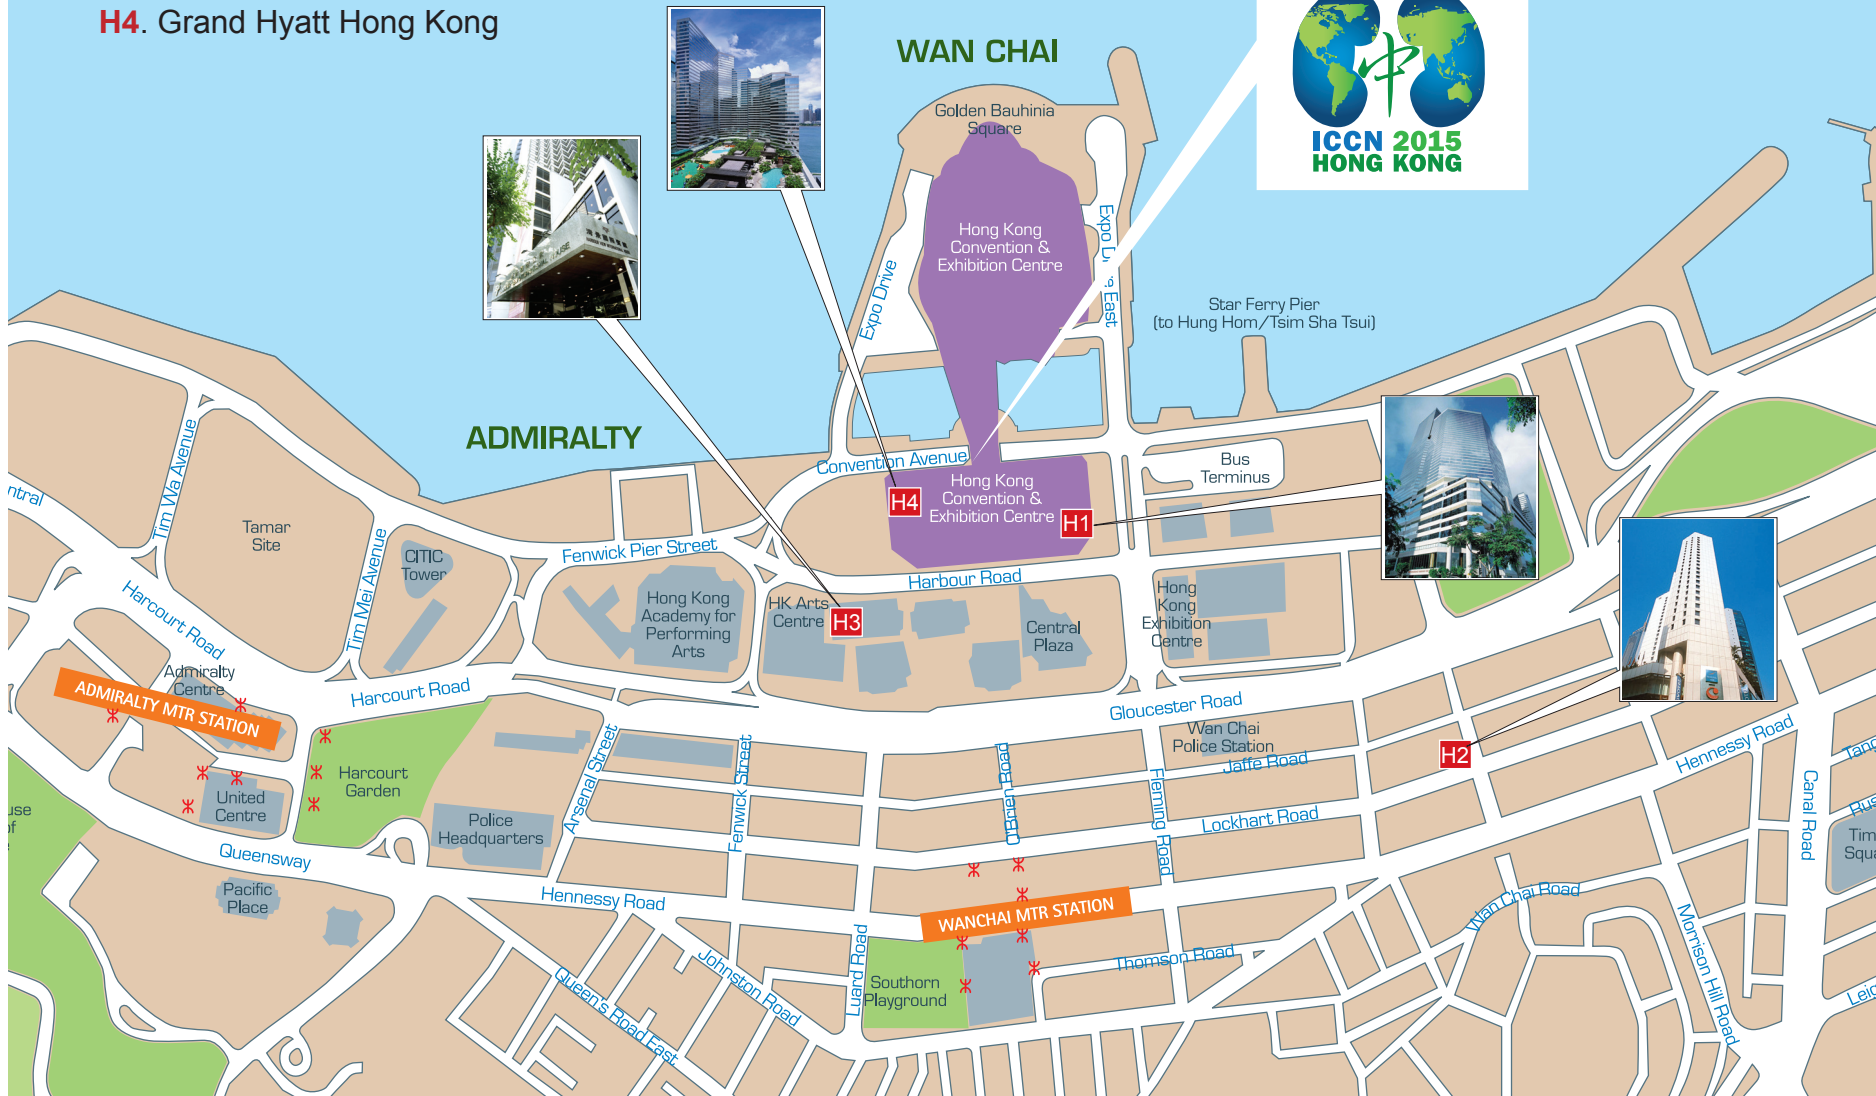 H4. Grand Hyatt Hong Kong
WAN CHAI
ICCN 2015
HONG KONG
Golden Bauhinia
Square
Hong Kong
Convention &
Exhibition Centre
Expo Drive
Star Ferry Pier
(to Hung Hom/Tsim Sha Tsui)
ADMIRALTY
Convention Avenue
Bus
Terminus
H4
Hong Kong
Convention &
Exhibition Centre
H1
Tim Wa Avenue
Tamar
Site
Tim Mei Avenue
CITIC
Tower
Fenwick Pier Street
Harbour Road
Harcourt Road
Hong Kong
Academy for
Performing
Arts
HK Arts
Centre
H3
Central
Plaza
Hong
Kong
Exhibition
Centre
Admiralty
Centre
ADMIRALTY MTR STATION
Harcourt Road
Gloucester Road
Wan Chai
Police Station
Jaffe Road
H2
Hennessy Road
Harcourt
Garden
United
Centre
Arsenal Street
Fenwick Street
O'Brien Road
Fleming Road
Lockhart Road
Canal Road
Police
Headquarters
Queensway
Pacific
Place
Hennessy Road
WANCHAI MTR STATION
Wan Chai Road
Morrison Hill Road
Thomson Road
Luard Road
Southorn
Playground
Johnston Road
Queen's Road East